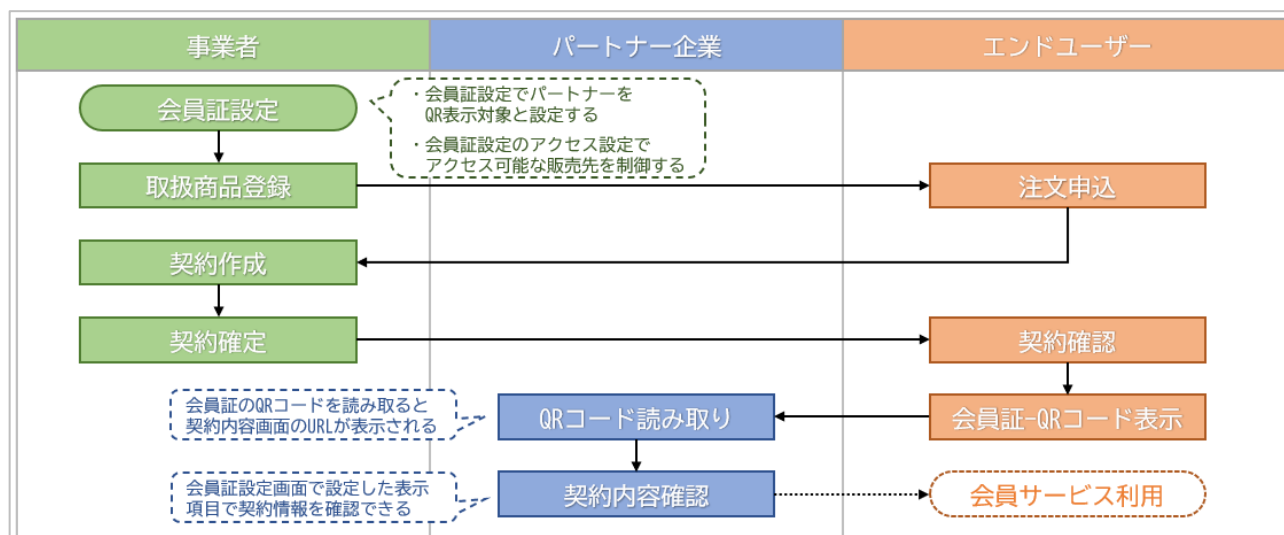 事業者
パートナー企業
エンドユーザー
会員証設定
・会員証設定でパートナーを
QR表示対象と設定する
・会員証設定のアクセス設定で
アクセス可能な販売先を制御する
取扱商品登録
注文申込
契約作成
契約確定
契約確認
会員証のQRコードを読み取ると
契約内容画面のURLが表示される
QRコード読み取り
会員証-QRコード表示
会員証設定画面で設定した表示
項目で契約情報を確認できる
契約内容確認
会員サービス利用